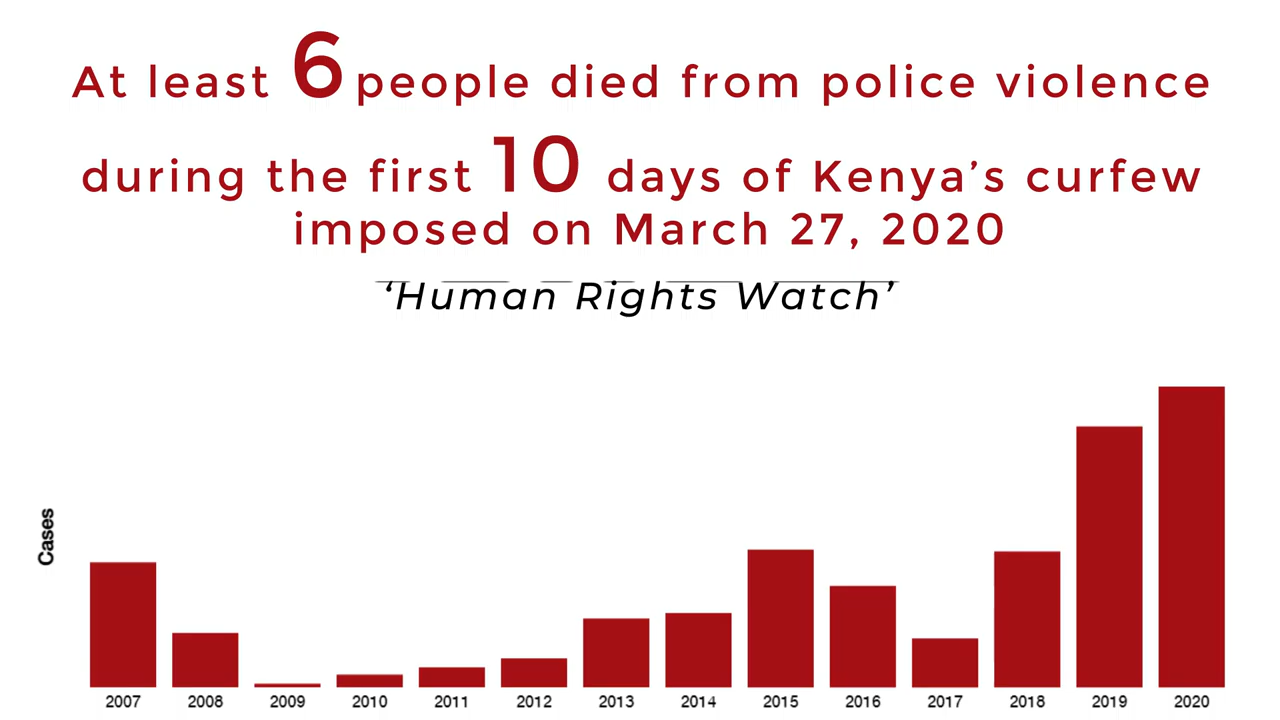 At least 6 people died from police violence
during the first 10 days of Kenya’s curfew
imposed on March 27, 2020
‘Human Rights Watch’
Cases
2007 2008 2009 2010 2011 2012 2013 2014 2015 2016 2017 2018 2019 2020